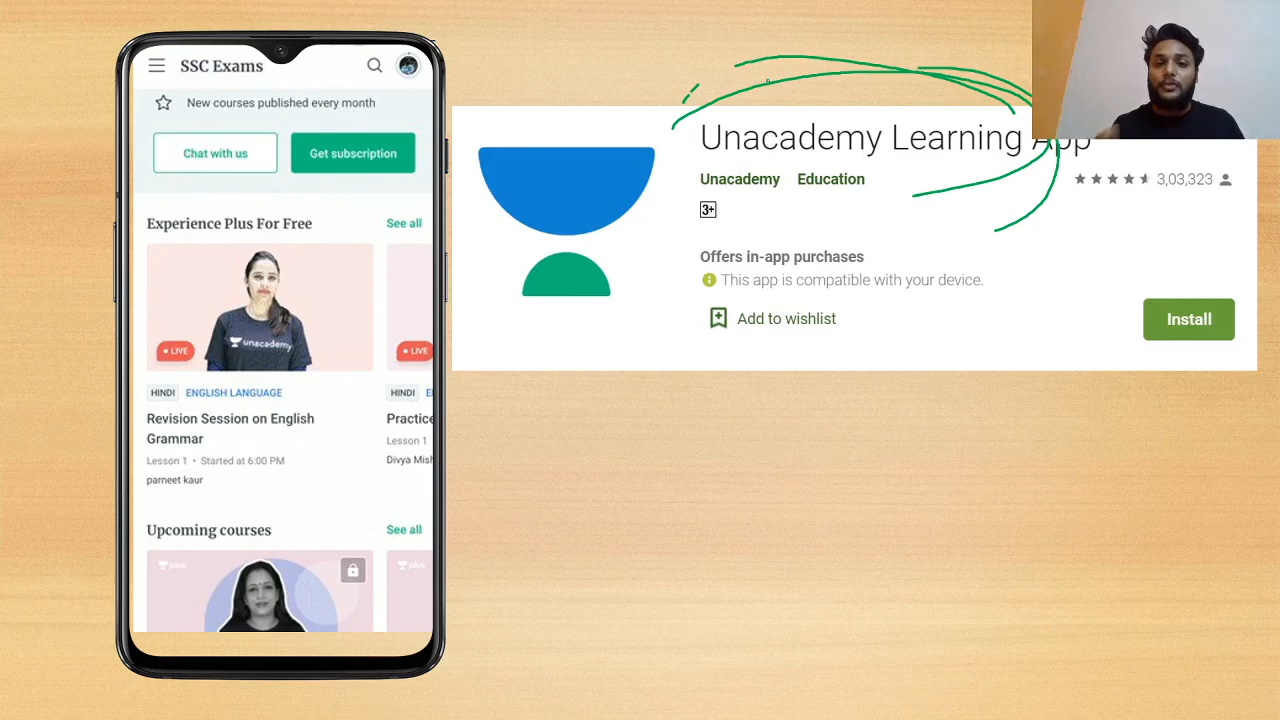 SSC Exams
New courses published every month
Chat with us
Get subscription
Experience Plus For Free
See all
LIVE
LIVE
unacademy
HINDI
ENGLISH LANGUAGE
HINDI
Revision Session on English
Grammar
Lesson 1 • Started at 6:00 PM
parneet kaur
Practice
Lesson 1
Divya Mish
Upcoming courses
See all
plus
plus
Unacademy Learning App
Unacademy
Education
3,03,323
3+
Offers in-app purchases
This app is compatible with your device.
Add to wishlist
Install